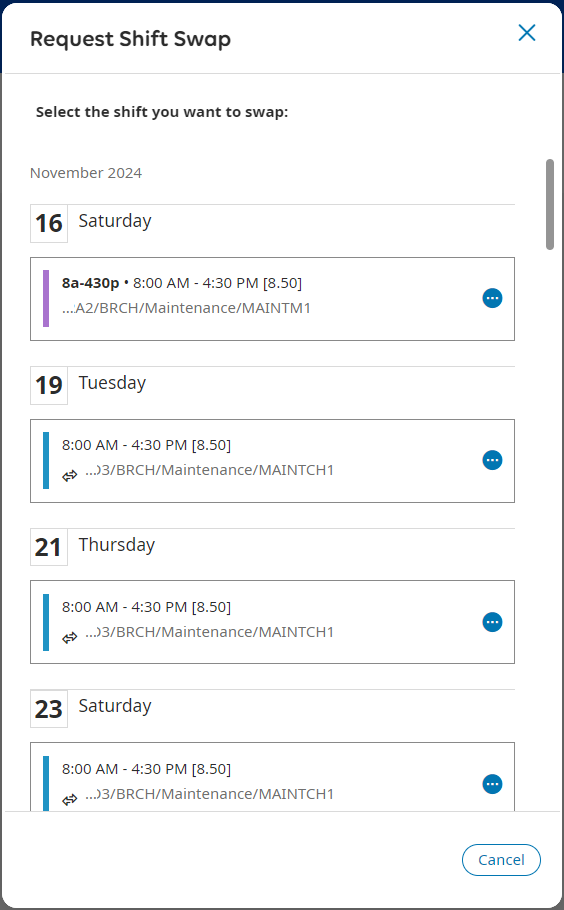 Request Shift Swap
Select the shift you want to swap:
November 2024
16 Saturday
8a-430p • 8:00 AM - 4:30 PM [8.50]
...A2/BRCH/Maintenance/MAINTM1
19 Tuesday
8:00 AM - 4:30 PM [8.50]
...03/BRCH/Maintenance/MAINTCH1
21 Thursday
8:00 AM - 4:30 PM [8.50]
...03/BRCH/Maintenance/MAINTCH1
23 Saturday
8:00 AM - 4:30 PM [8.50]
...03/BRCH/Maintenance/MAINTCH1
Cancel